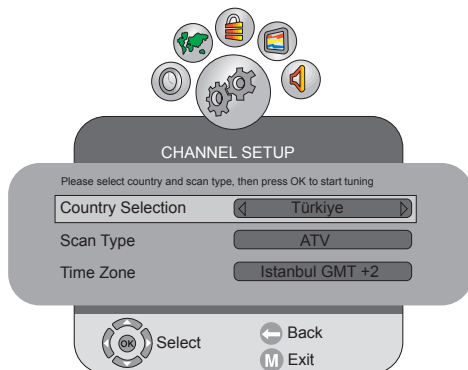 CHANNEL SETUP
Please select country and scan type, then press OK to start tuning
Country Selection Türkiye
Scan Type ATV
Time Zone Istanbul GMT +2
OK Select
Back
M Exit